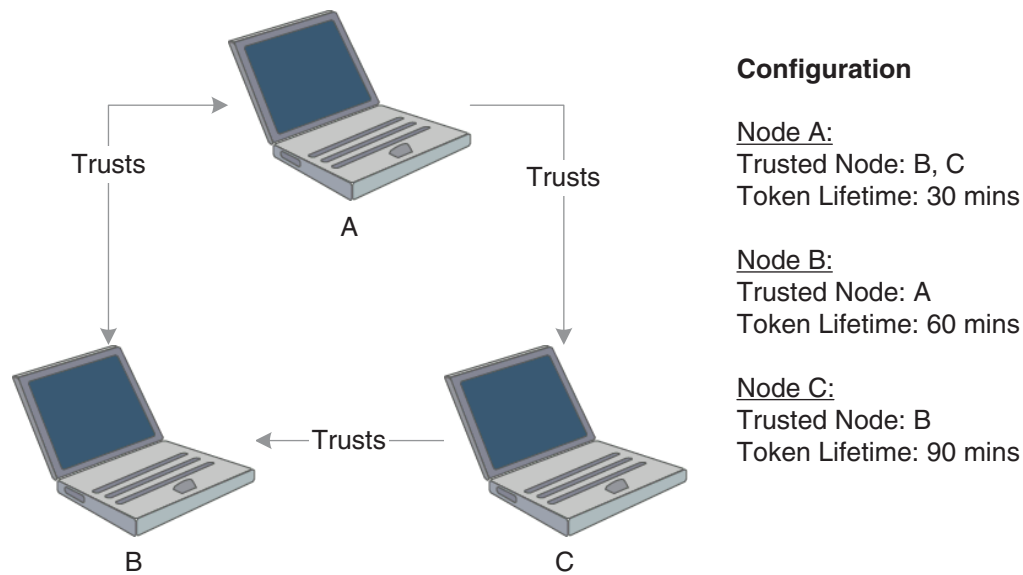 Trusts
Trusts
A
Trusts
B
C
Configuration
Node A:
Trusted Node: B, C
Token Lifetime: 30 mins
Node B:
Trusted Node: A
Token Lifetime: 60 mins
Node C:
Trusted Node: B
Token Lifetime: 90 mins